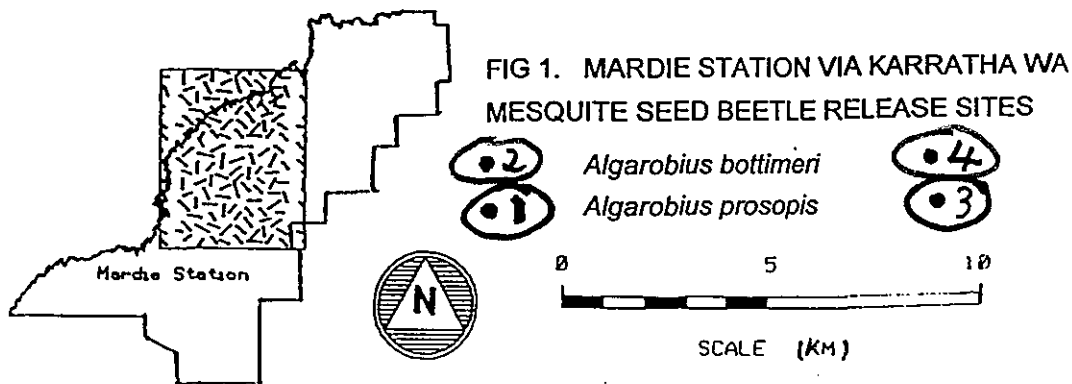 FIG 1. MARDIE STATION VIA KARRATHA WA
MESQUITE SEED BEETLE RELEASE SITES
2 Algarobius bottimeri 4
1 Algarobius prosopis 3
Mardie Station
N
0 5 10
SCALE (KM)